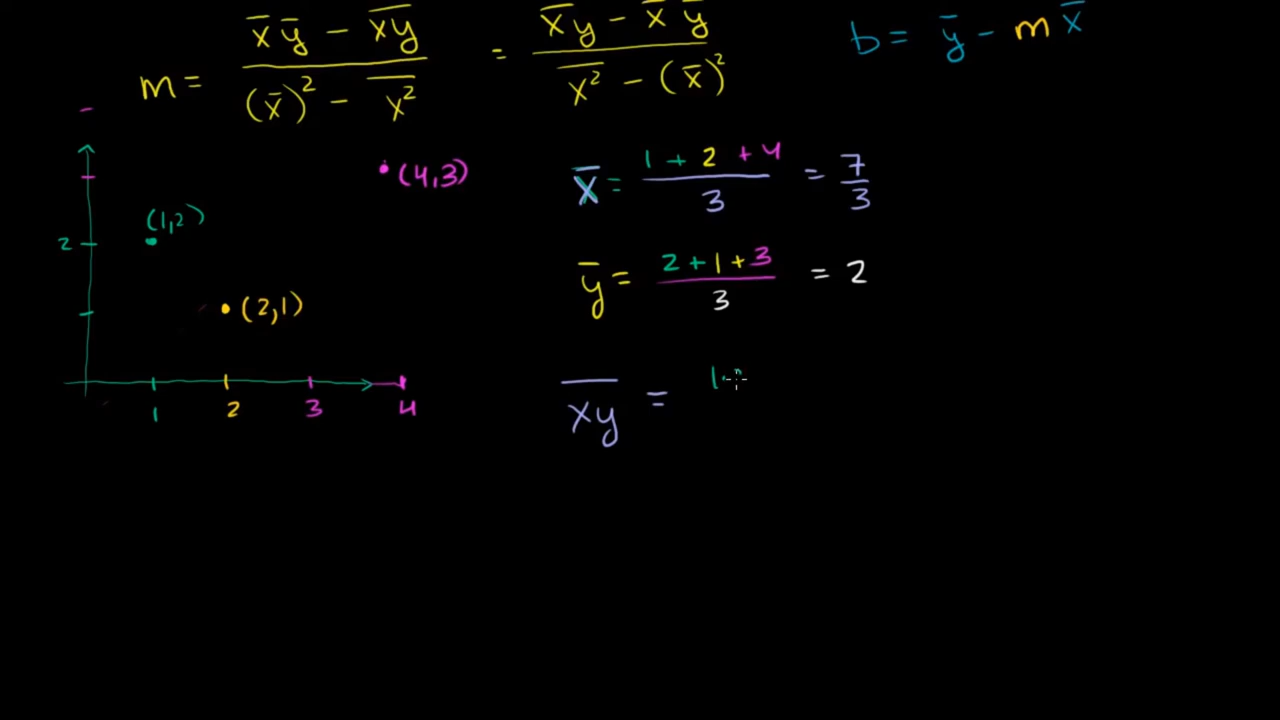 m = (x̄ ȳ − x̄y̅) / ((x̄)² − x̅²) = (x̅y̅ − x̄ ȳ) / (x̅²̅ − (x̄)²)
b = ȳ − m x̄
(4,3)
x̄ = (1 + 2 + 4) / 3 = 7/3
(1,2)
2
ȳ = (2 + 1 + 3) / 3 = 2
(2,1)
1 2 3 4
x̅y̅ = 1·